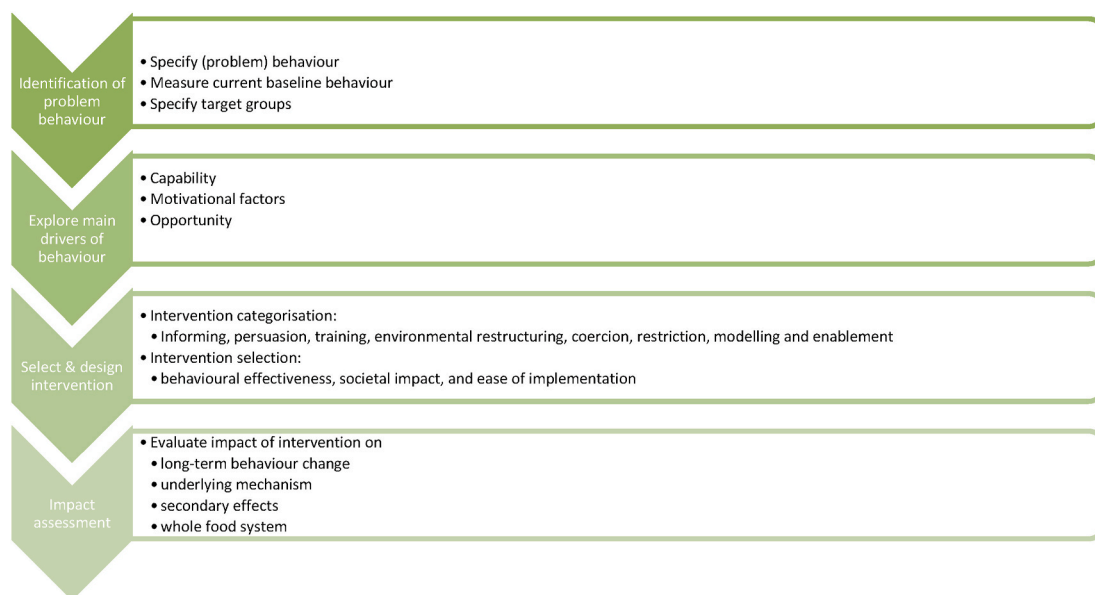 Identification of
problem
behaviour
• Specify (problem) behaviour
• Measure current baseline behaviour
• Specify target groups
Explore main
drivers of
behaviour
• Capability
• Motivational factors
• Opportunity
Select & design
intervention
• Intervention categorisation:
• Informing, persuasion, training, environmental restructuring, coercion, restriction, modelling and enablement
• Intervention selection:
• behavioural effectiveness, societal impact, and ease of implementation
Impact
assessment
• Evaluate impact of intervention on
• long-term behaviour change
• underlying mechanism
• secondary effects
• whole food system